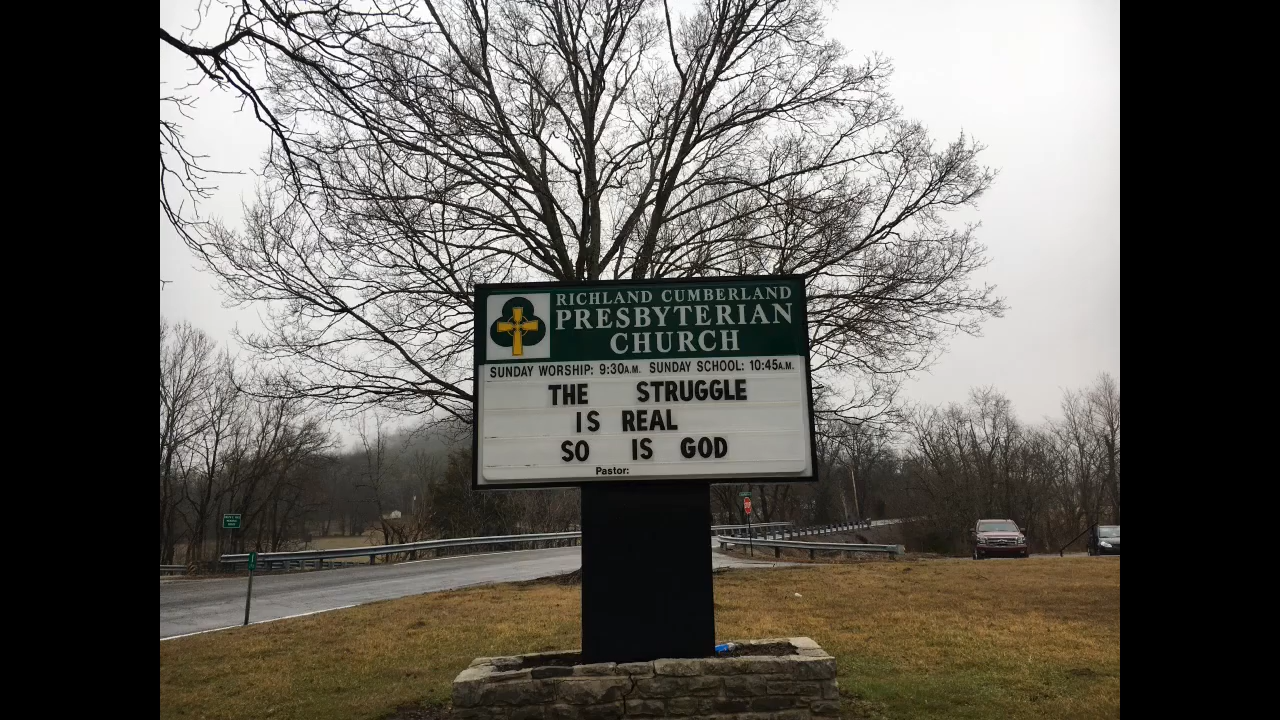 RICHLAND CUMBERLAND
PRESBYTERIAN
CHURCH
SUNDAY WORSHIP: 9:30A.M. SUNDAY SCHOOL: 10:45A.M.
THE STRUGGLE
IS REAL
SO IS GOD
Pastor: